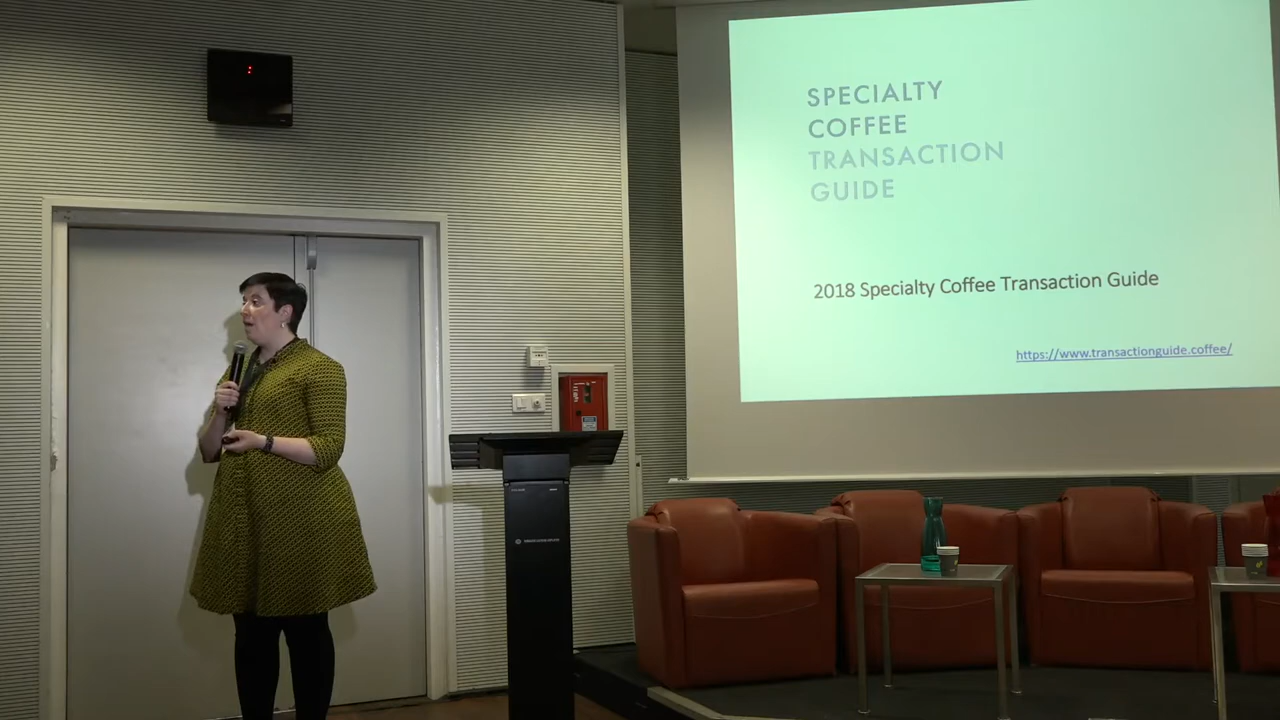 SPECIALTY
COFFEE
TRANSACTION
GUIDE
2018 Specialty Coffee Transaction Guide
https://www.transactionguide.coffee/